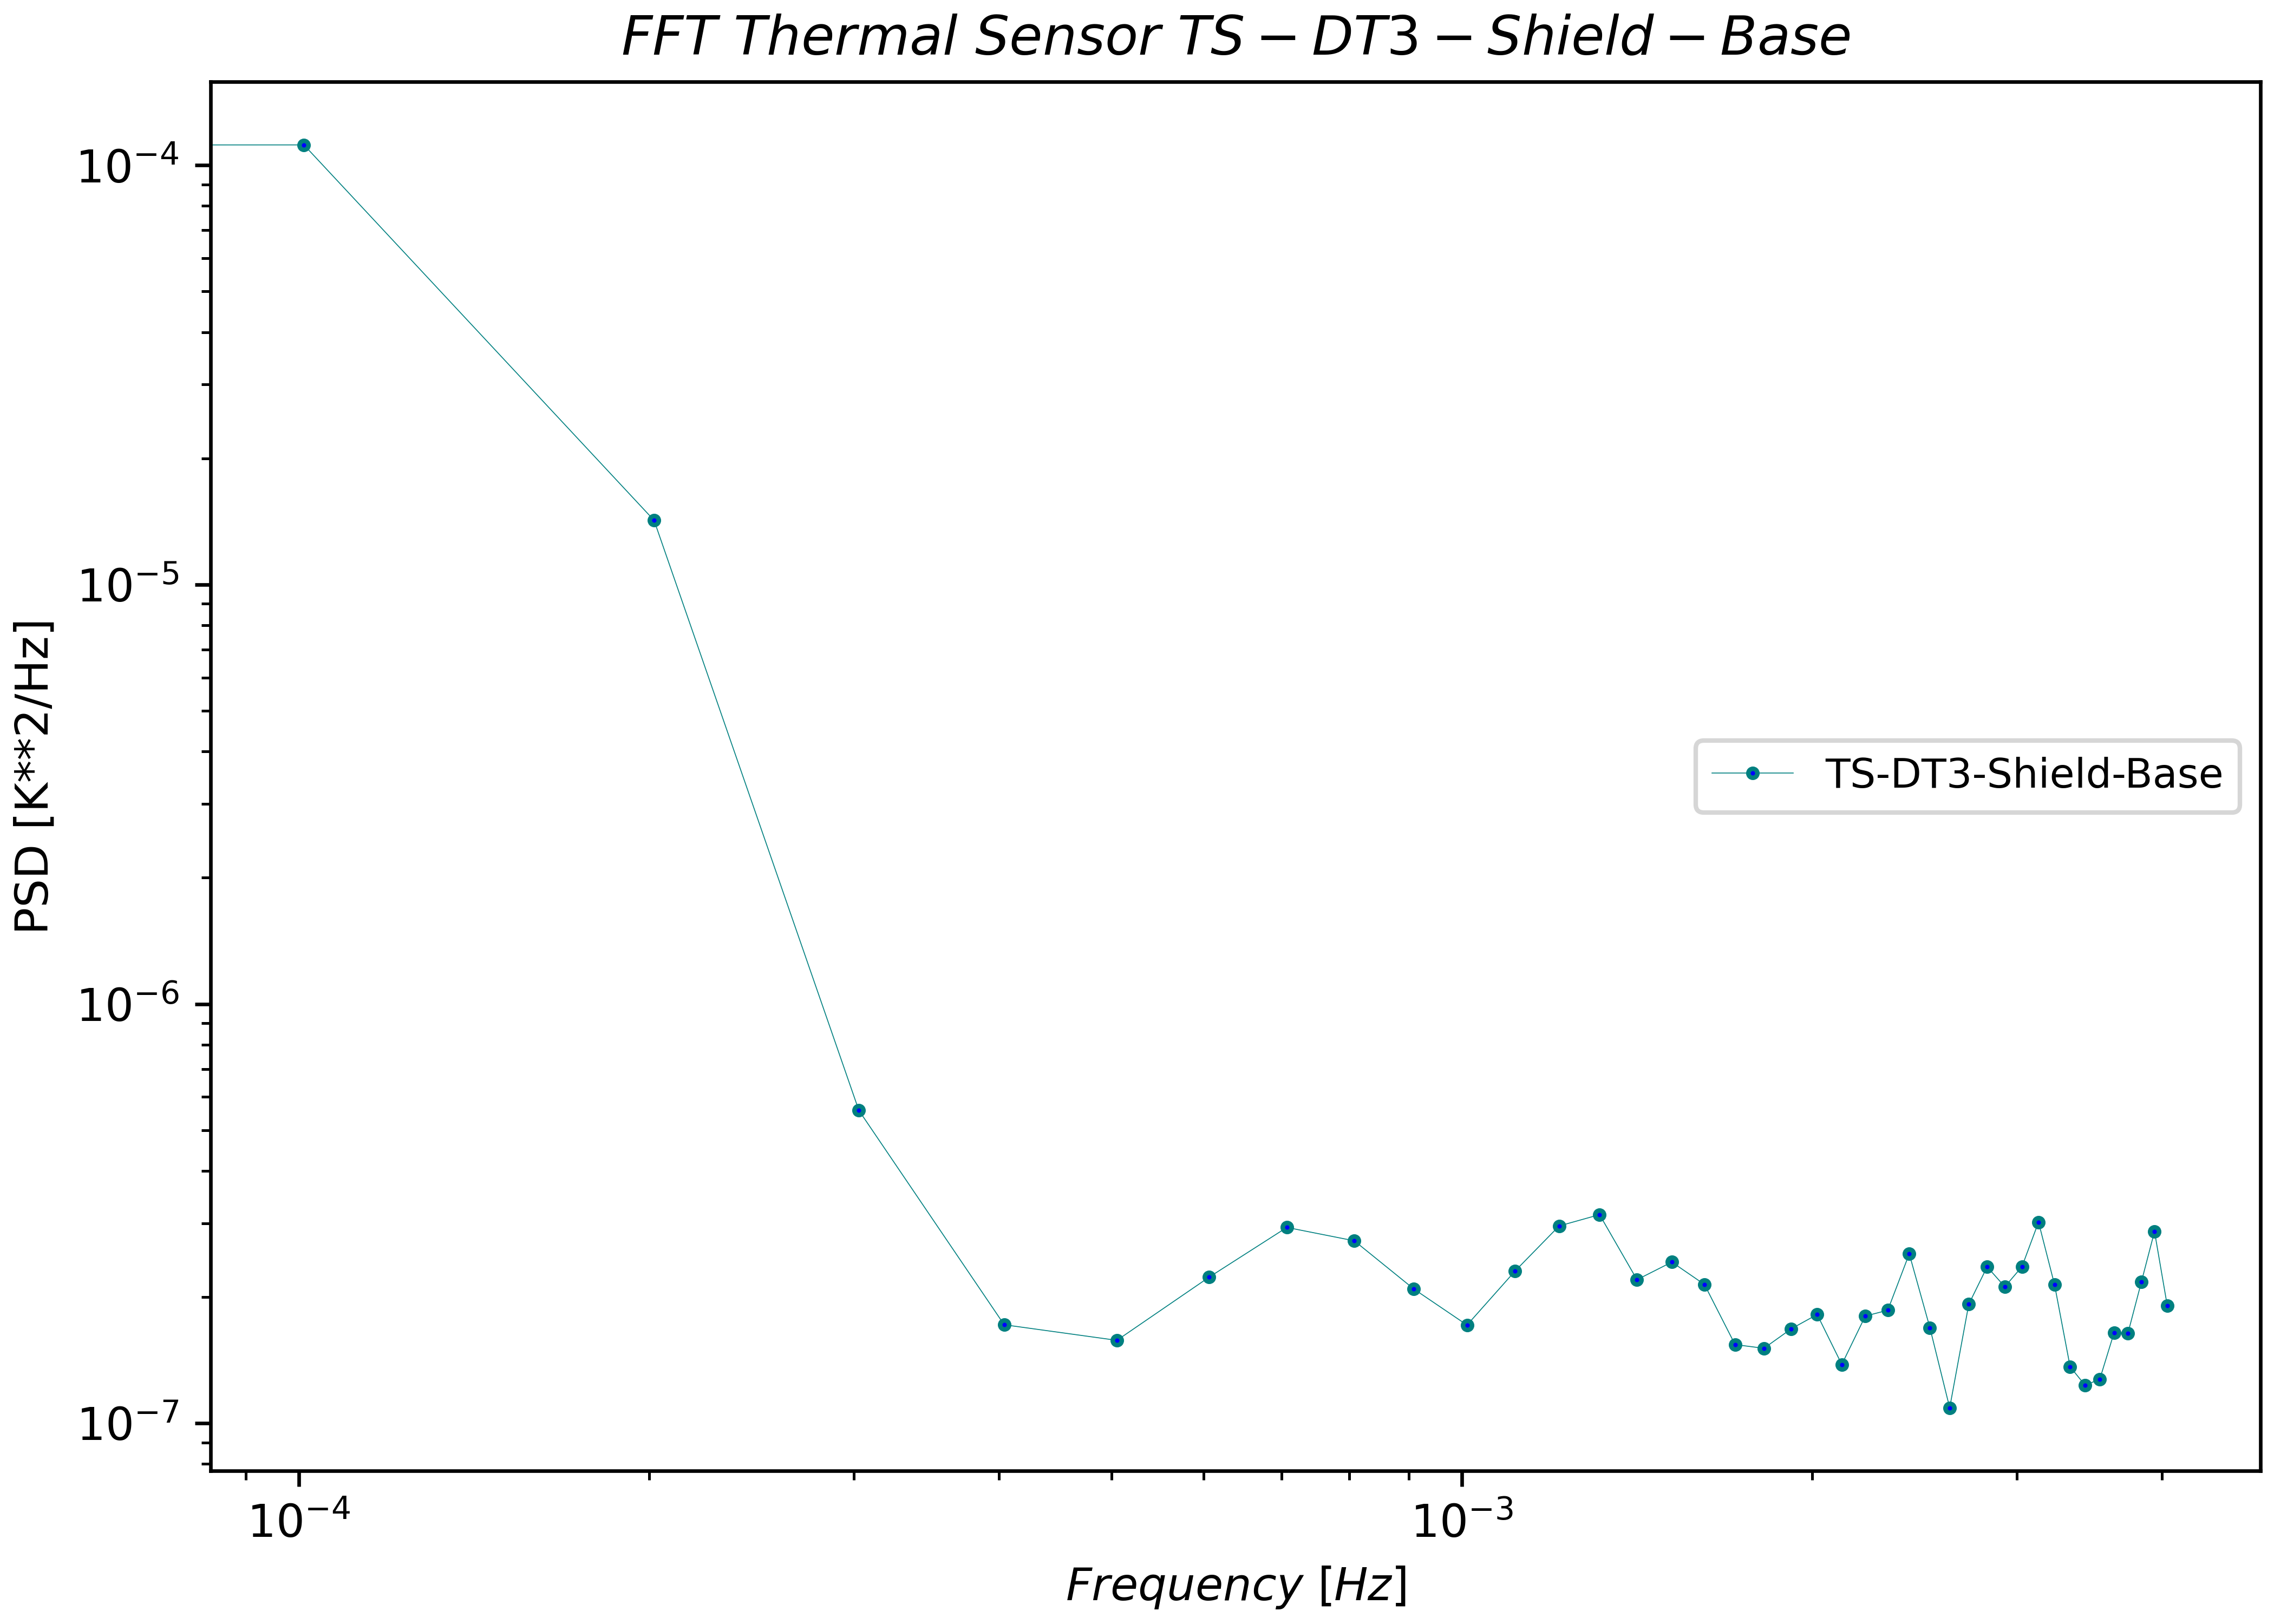 FFT Thermal Sensor TS − DT3 − Shield − Base
10⁻⁴
10⁻⁵
10⁻⁶
10⁻⁷
PSD [K**2/Hz]
TS-DT3-Shield-Base
10⁻⁴
10⁻³
Frequency [Hz]